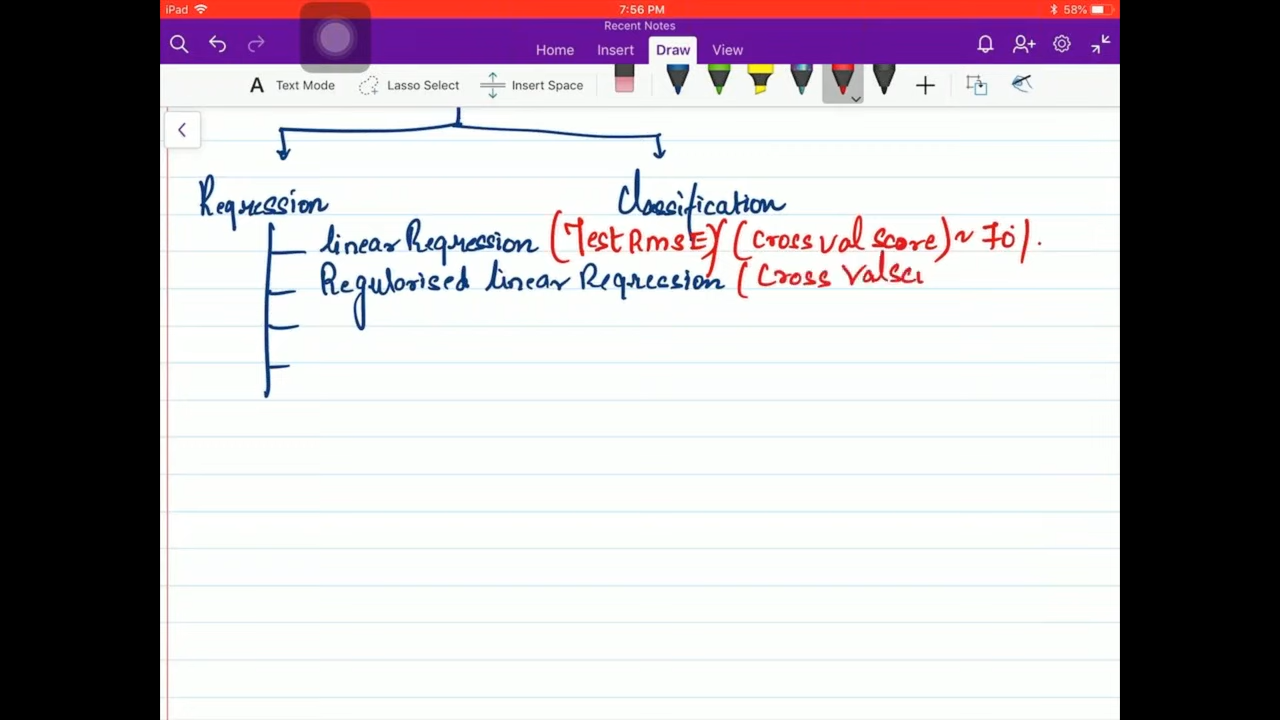 iPad 7:56 PM 58%
Recent Notes
Home Insert Draw View
A Text Mode Lasso Select Insert Space
Regression Classification
linear Regression (Test RmsE) (Cross val score) ~ 70%.
Regularised linear Regression (Cross Valsc